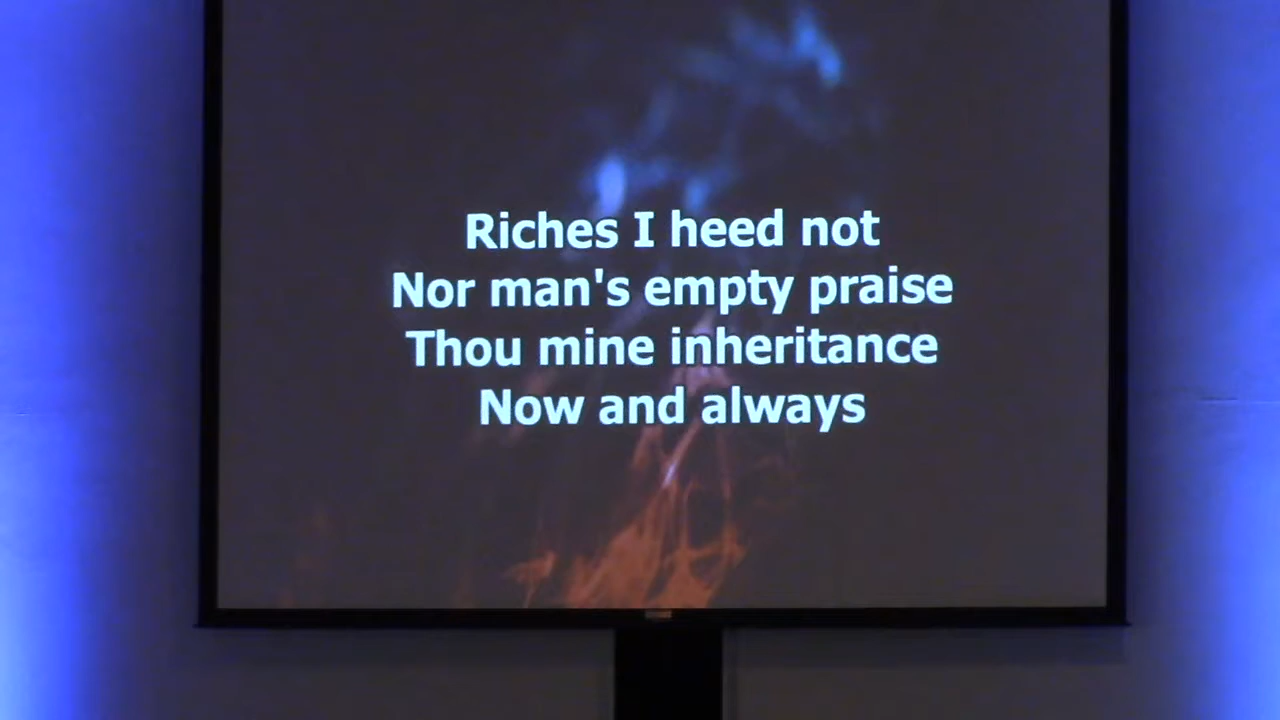 Riches I heed not
Nor man's empty praise
Thou mine inheritance
Now and always